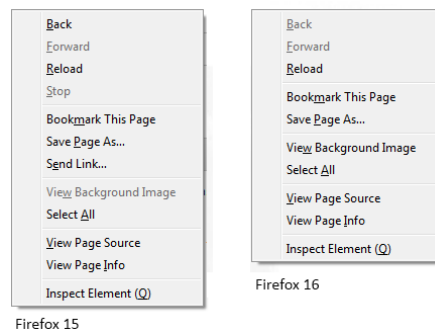 Back
Forward
Reload
Stop
Bookmark This Page
Save Page As...
Send Link...
View Background Image
Select All
View Page Source
View Page Info
Inspect Element (Q)
Firefox 15
Back
Forward
Reload
Bookmark This Page
Save Page As...
View Background Image
Select All
View Page Source
View Page Info
Inspect Element (Q)
Firefox 16